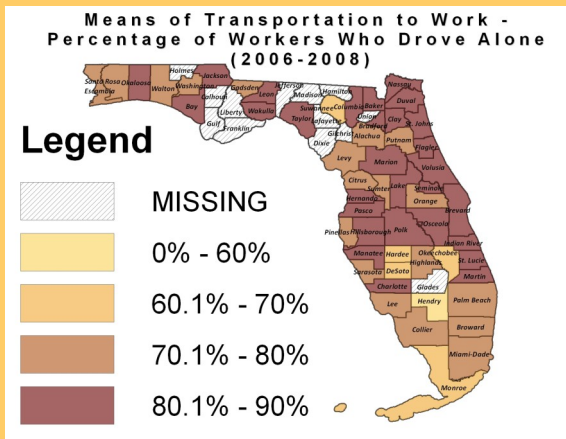 Means of Transportation to Work -
Percentage of Workers Who Drove Alone
(2006-2008)
Legend
MISSING
0% - 60%
60.1% - 70%
70.1% - 80%
80.1% - 90%
Holmes
Jackson
Santa
Rosa
Okaloosa
Walton
Washington
Escambia
Gadsden
Leon
Jefferson
Madison
Hamilton
Nassau
Bay
Calhoun
Liberty
Wakulla
Gulf
Franklin
Taylor
Suwannee
Lafayette
Columbia
Baker
Duval
Union
Bradford
Clay
Johns
Dixie
Gilchrist
Alachua
Putnam
Flagler
Levy
Marion
Volusia
Citrus
Sumter
Lake
Seminole
Hernando
Orange
Pasco
Brevard
Pinellas
Hillsborough
Polk
Osceola
Indian River
Manatee
Hardee
Okeechobee
Highlands
St. Lucie
Sarasota
DeSoto
Martin
Charlotte
Glades
Lee
Hendry
Palm Beach
Collier
Broward
Miami-Dade
Monroe